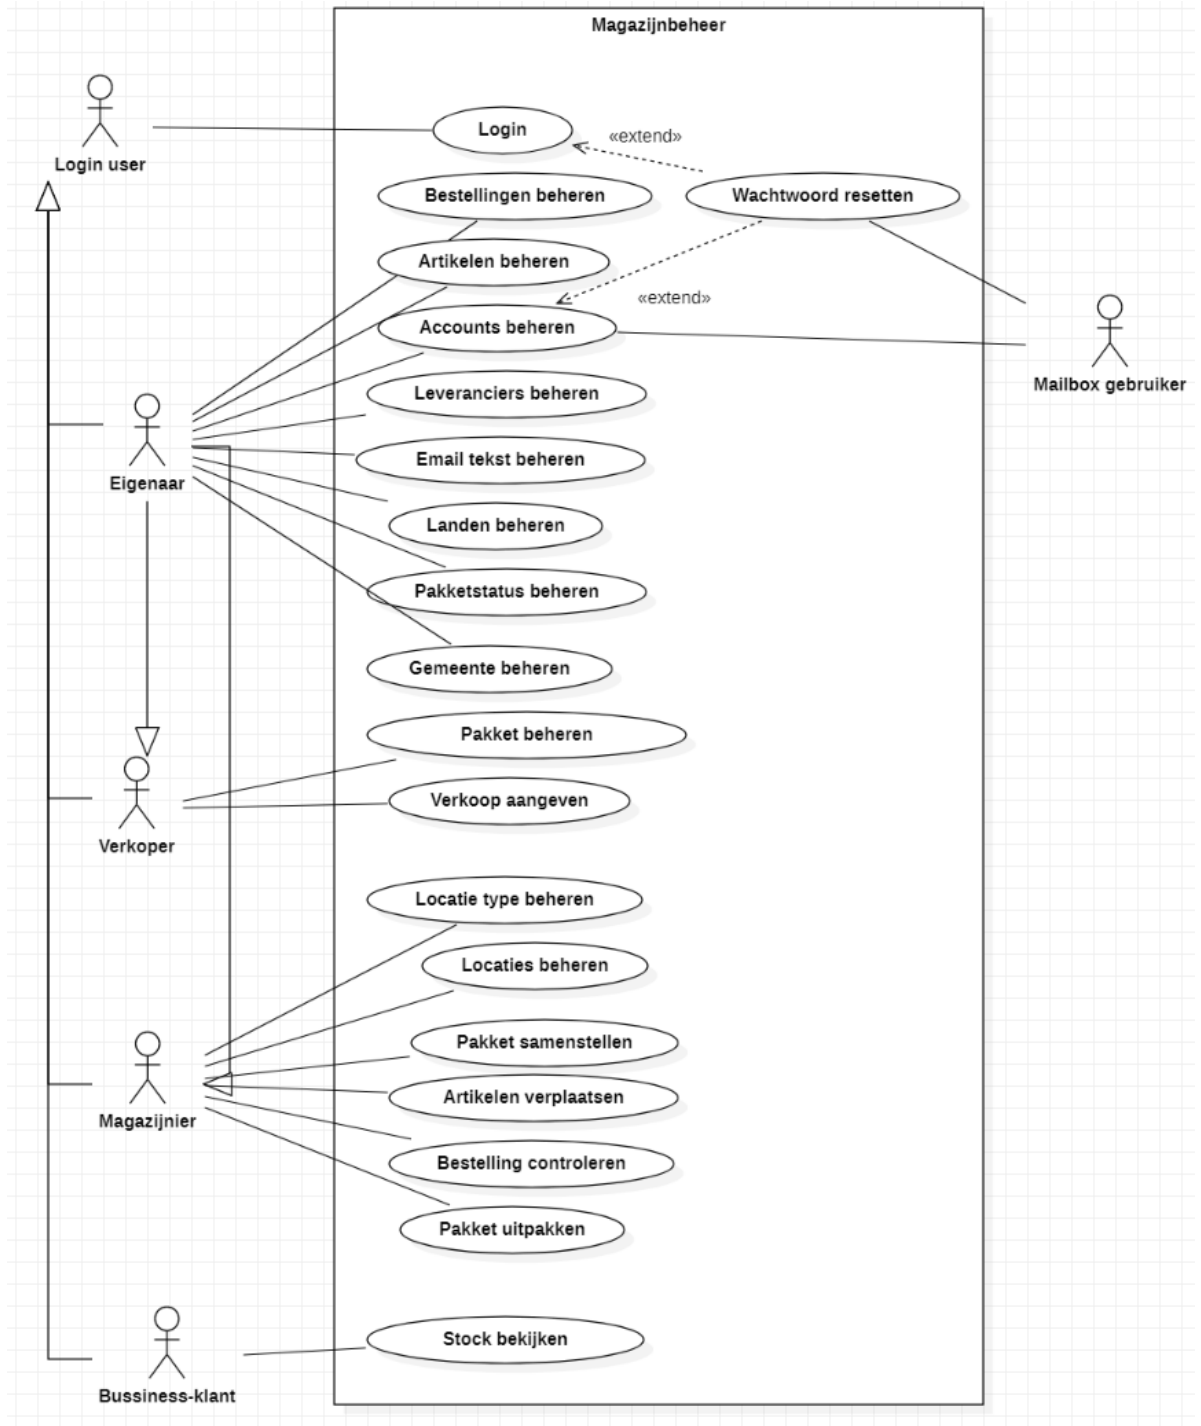 Magazijnbeheer
Login user
Login
«extend»
Bestellingen beheren
Wachtwoord resetten
Artikelen beheren
«extend»
Accounts beheren
Mailbox gebruiker
Leveranciers beheren
Email tekst beheren
Eigenaar
Landen beheren
Pakketstatus beheren
Gemeente beheren
Pakket beheren
Verkoop aangeven
Verkoper
Locatie type beheren
Locaties beheren
Pakket samenstellen
Artikelen verplaatsen
Magazijnier
Bestelling controleren
Pakket uitpakken
Stock bekijken
Bussiness-klant